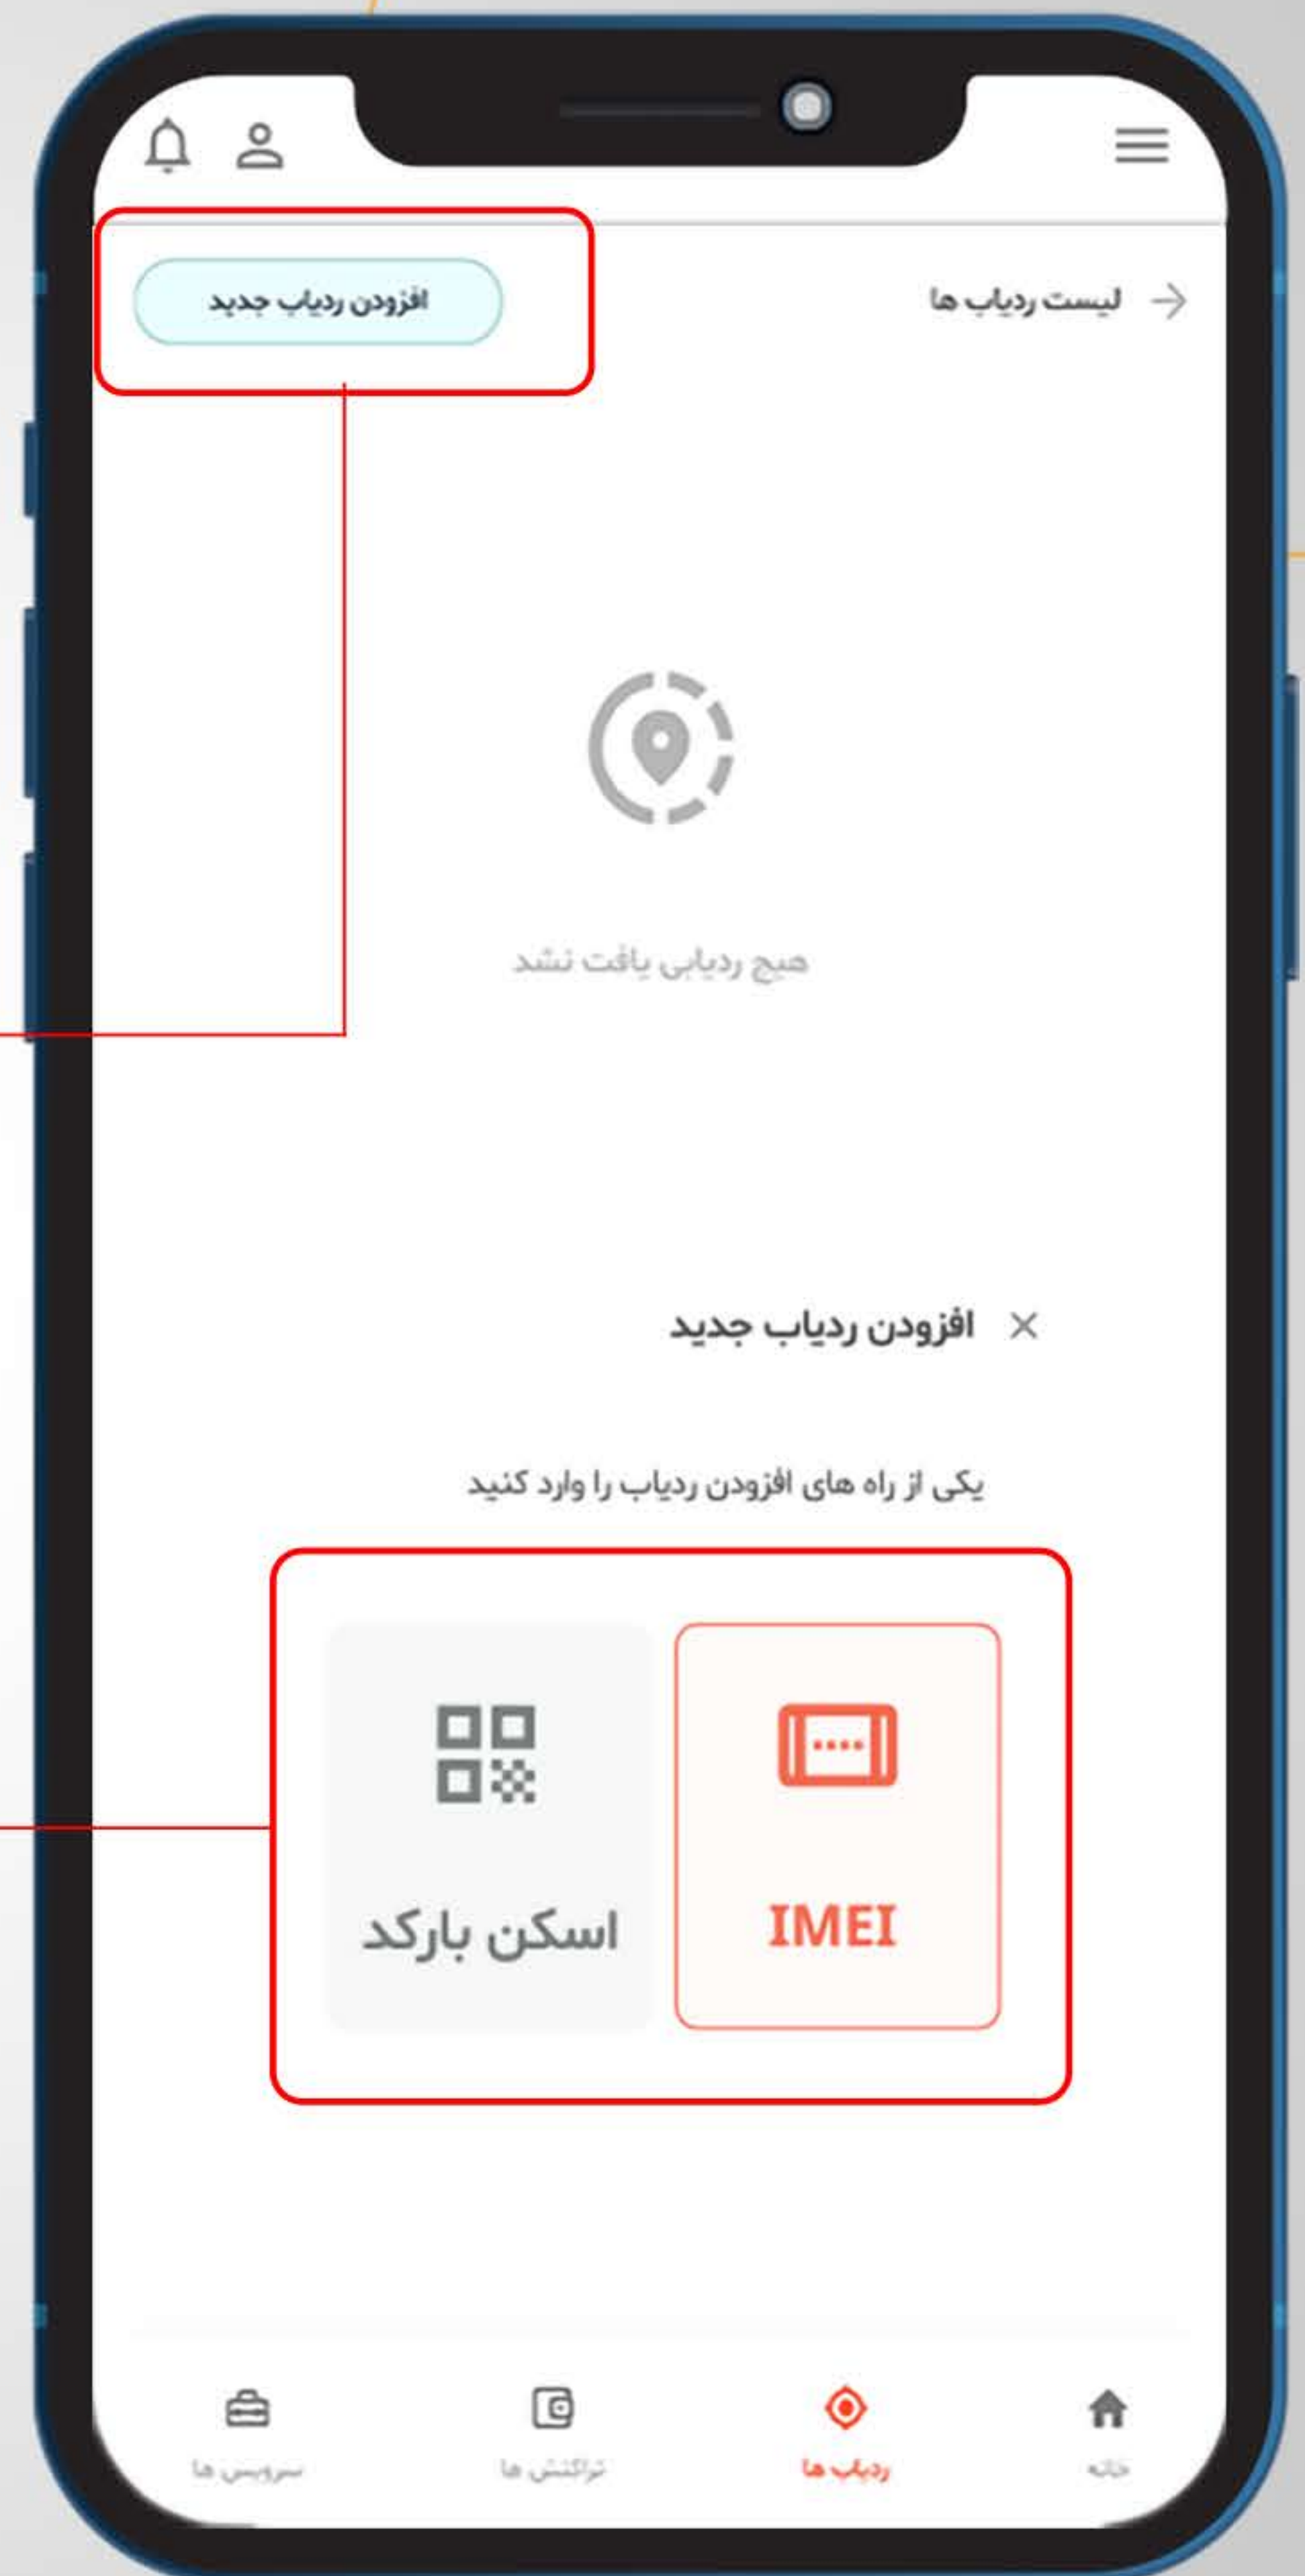 لیست ردیاب ها
افزودن ردیاب جدید
هیچ ردیابی یافت نشد
افزودن ردیاب جدید
یکی از راه های افزودن ردیاب را وارد کنید
IMEI
اسکن بارکد
خانه
ردیاب ها
تراکنش ها
سرویس ها